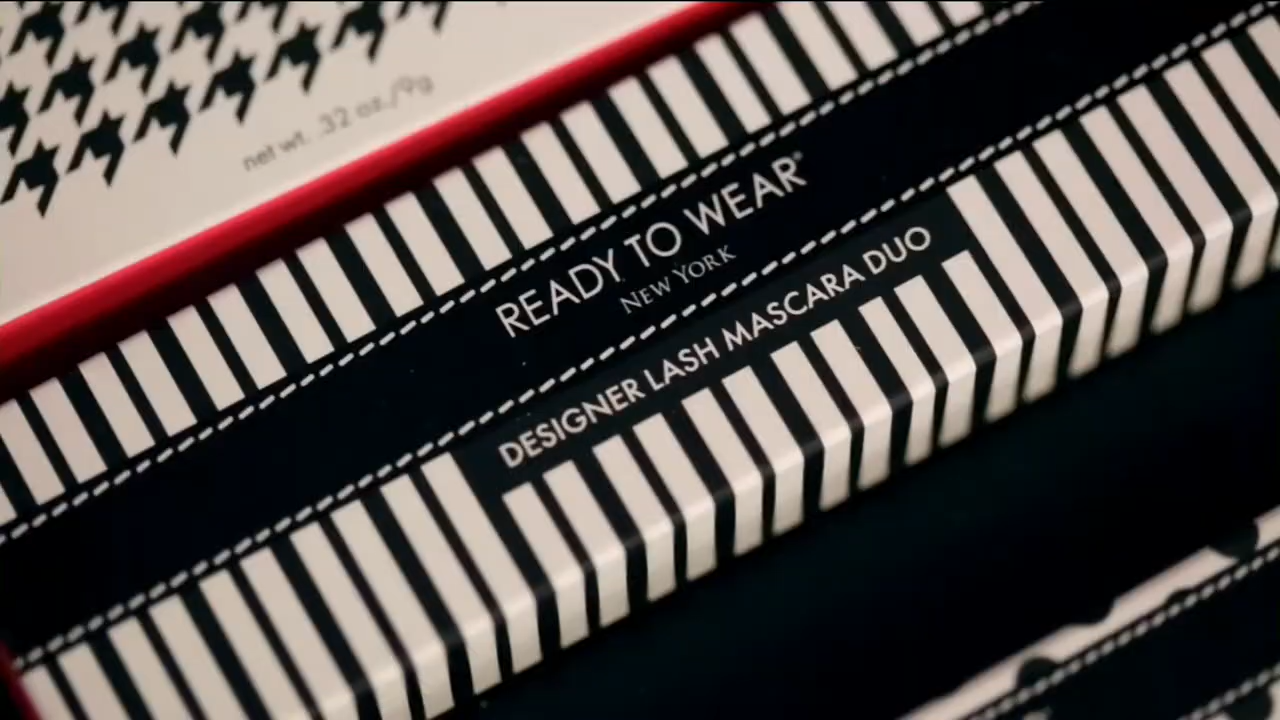 net wt. .32 oz./9g
READY TO WEAR®
NEW YORK
DESIGNER LASH MASCARA DUO